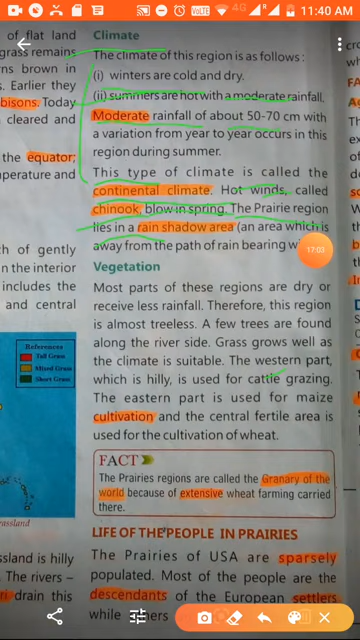 11:40 AM
VOLTE 4G
of flat land
grass remains
rns brown in
Earlier they
bisons. Today
cleared and
the equator;
mperature and
ch of gently
in the interior
includes the
and central
References
Tall Grass
Mixed Grass
Short Grass
rassland
ssland is hilly
The rivers –
ri drain this
Climate
The climate of this region is as follows :
(i) winters are cold and dry.
(ii) summers are hot with a moderate rainfall.
Moderate rainfall of about 50-70 cm with
a variation from year to year occurs in this
region during summer.
This type of climate is called the
continental climate. Hot winds, called
chinook, blow in spring. The Prairie region
lies in a rain shadow area (an area which is
away from the path of rain bearing w
17:03
Vegetation
Most parts of these regions are dry or
receive less rainfall. Therefore, this region
is almost treeless. A few trees are found
along the river side. Grass grows well as
the climate is suitable. The western part,
which is hilly, is used for cattle grazing.
The eastern part is used for maize
cultivation and the central fertile area is
used for the cultivation of wheat.
FACT
The Prairies regions are called the Granary of the
world because of extensive wheat farming carried
there.
LIFE OF THE PEOPLE IN PRAIRIES
The Prairies of USA are sparsely
populated. Most of the people are the
descendants of the European settlers
while others